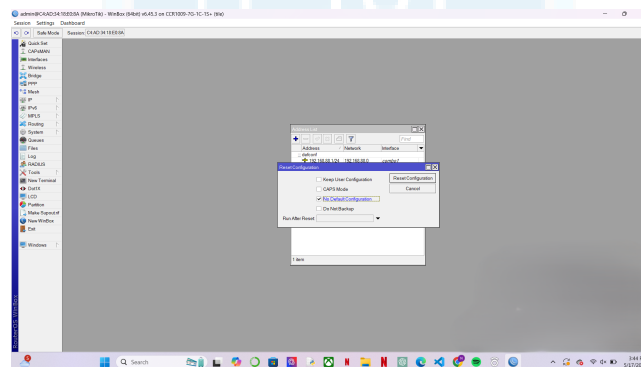 admin@C4:AD:34:18:E0:8A (MikroTik) - WinBox (64bit) v6.45.3 on CCR1009-7G-1C-1S+ (tile)
Session Settings Dashboard
Safe Mode Session: C4:AD:34:18:E0:8A
Quick Set
CAPsMAN
Interfaces
Wireless
Bridge
PPP
Mesh
IP
IPv6
MPLS
Routing
System
Queues
Files
Log
RADIUS
Tools
New Terminal
Dot1X
LCD
Partition
Make Supout.rif
New WinBox
Exit
Windows
RouterOS WinBox
Address List
Find
Address Network Interface
defconf
192.168.88.1/24 192.168.88.0 combo1
Reset Configuration
Keep User Configuration
CAPS Mode
No Default Configuration
Do Not Backup
Run After Reset:
Reset Configuration
Cancel
1 item
Search
3:44